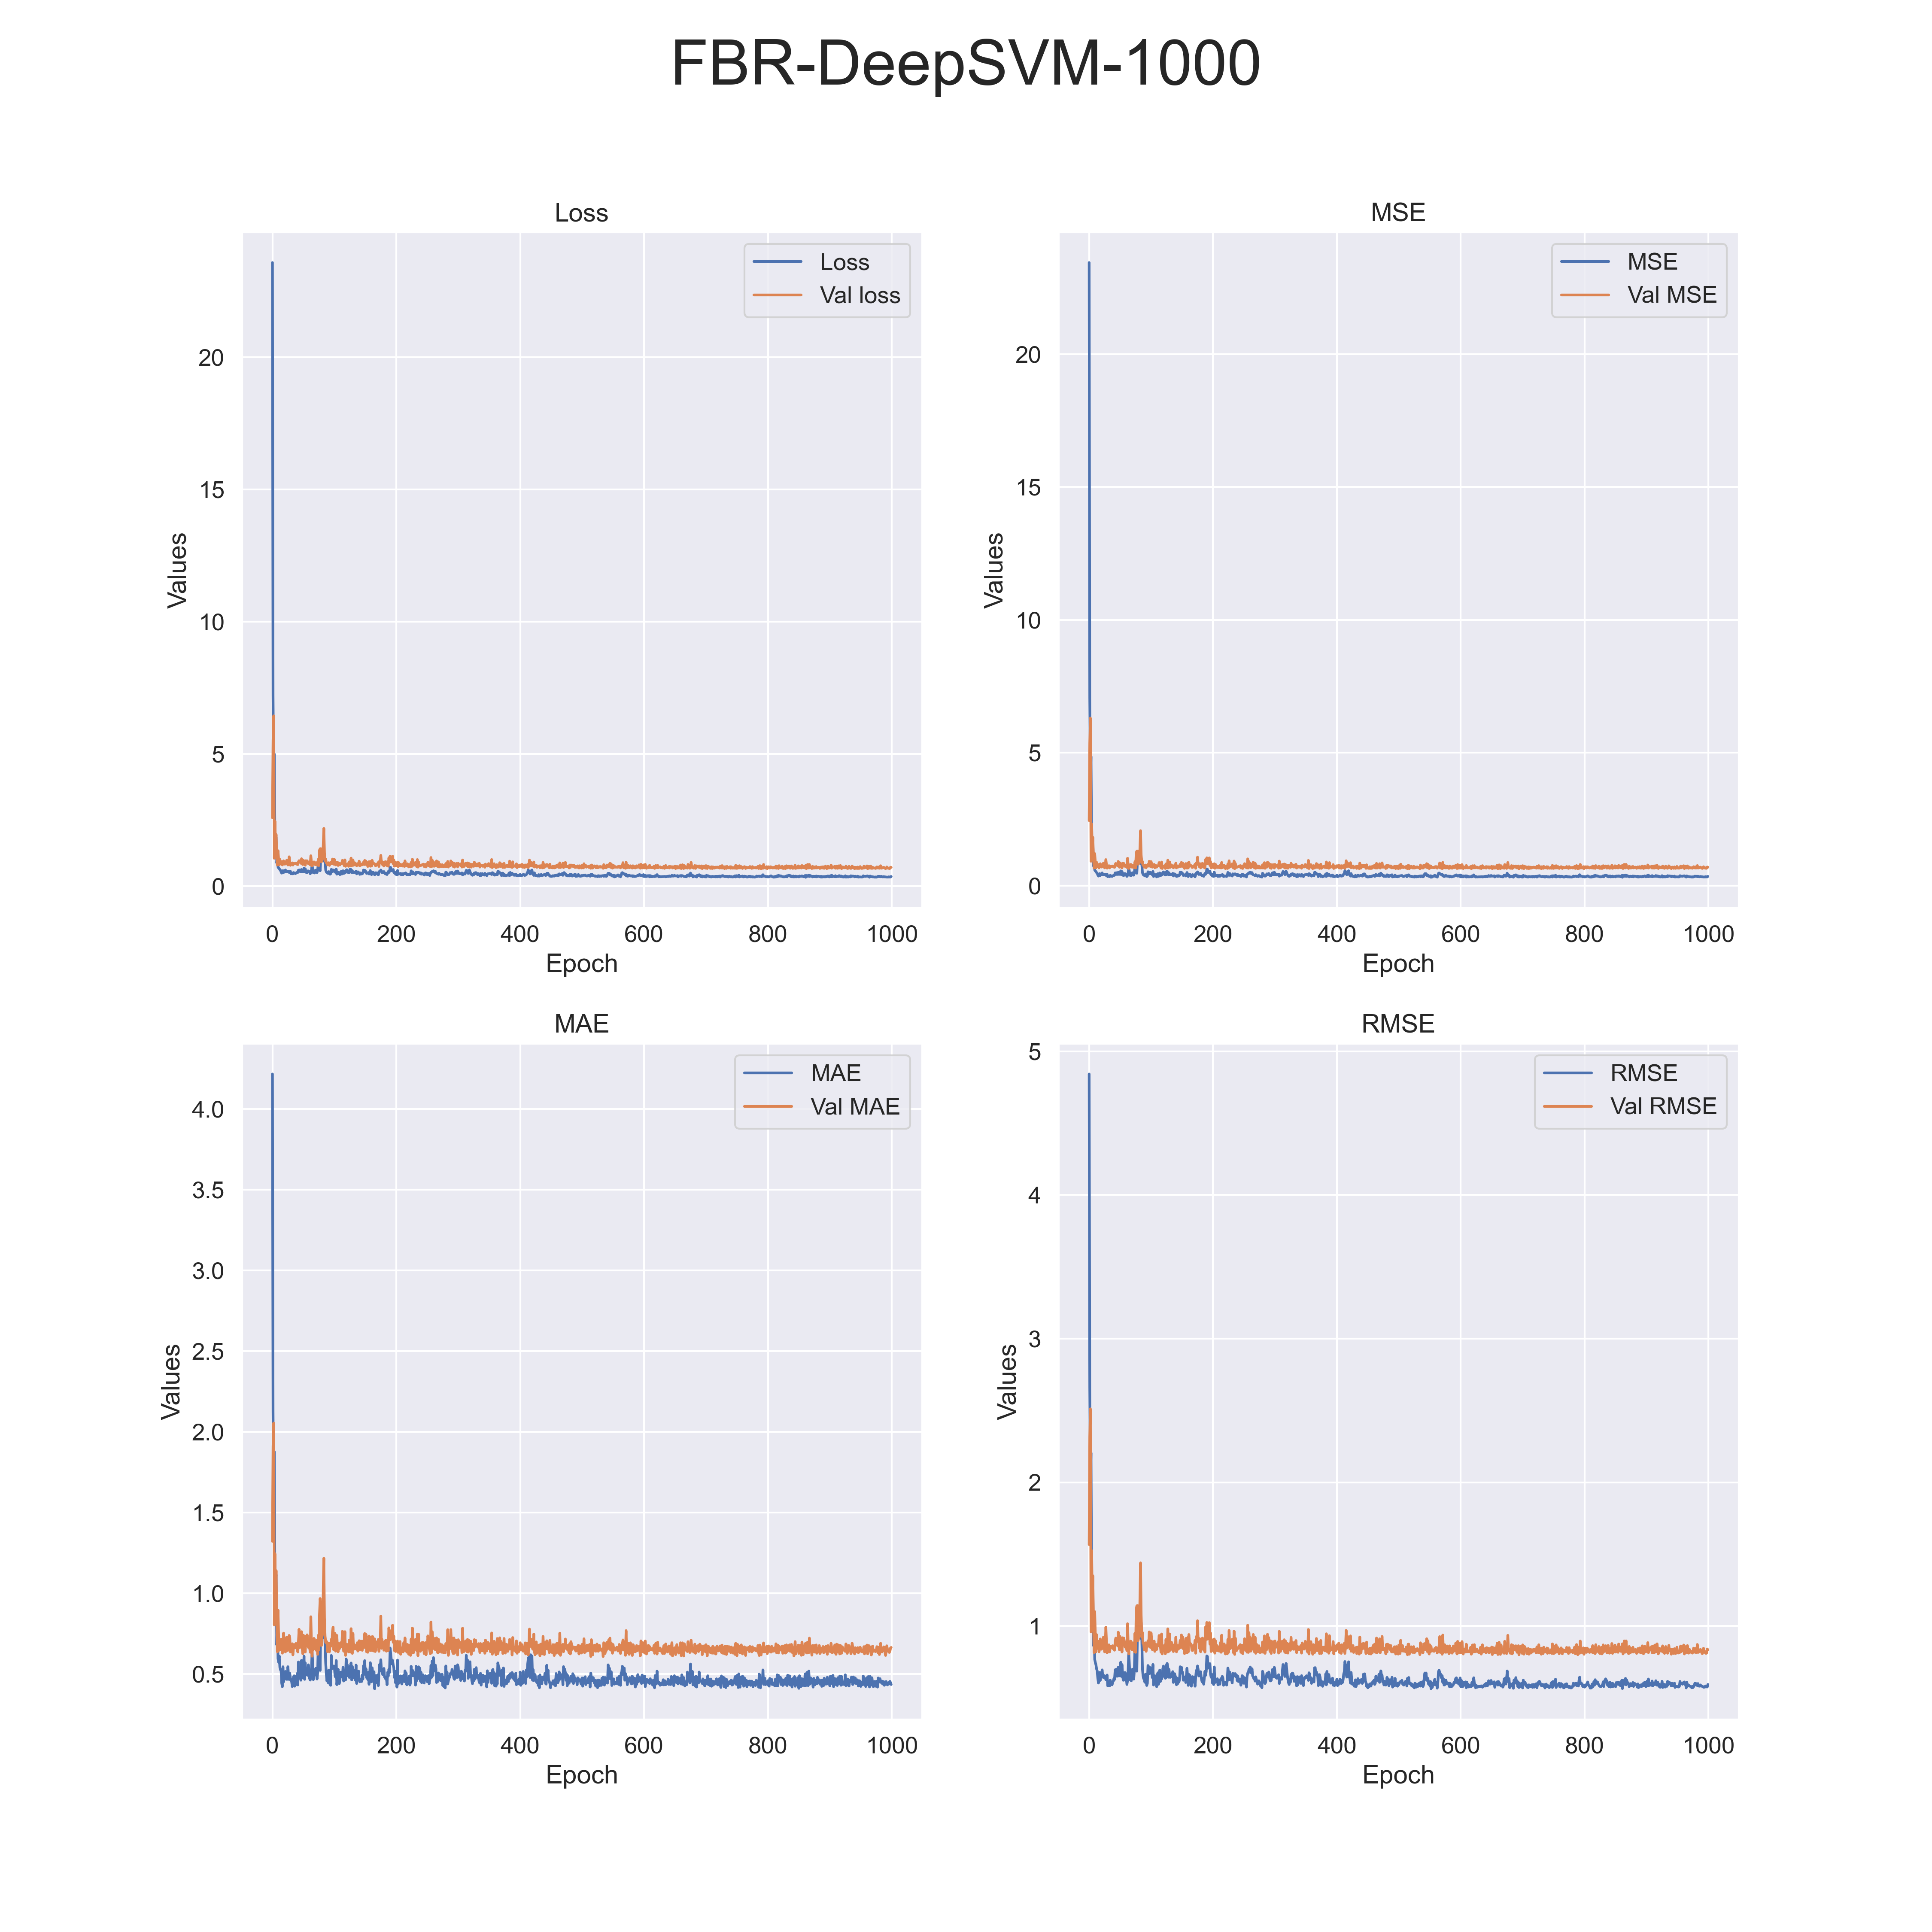 FBR-DeepSVM-1000
Loss
Loss
Val loss
20
15
10
5
0
Values
0 200 400 600 800 1000
Epoch
MSE
MSE
Val MSE
20
15
10
5
0
Values
0 200 400 600 800 1000
Epoch
MAE
MAE
Val MAE
4.0
3.5
3.0
2.5
2.0
1.5
1.0
0.5
Values
0 200 400 600 800 1000
Epoch
RMSE
RMSE
Val RMSE
5
4
3
2
1
Values
0 200 400 600 800 1000
Epoch